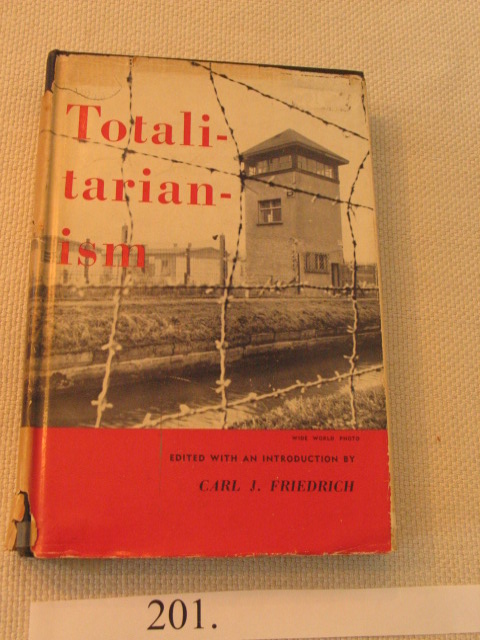 Totali-
tarian-
ism
WIDE WORLD PHOTO
EDITED WITH AN INTRODUCTION BY
CARL J. FRIEDRICH
201.